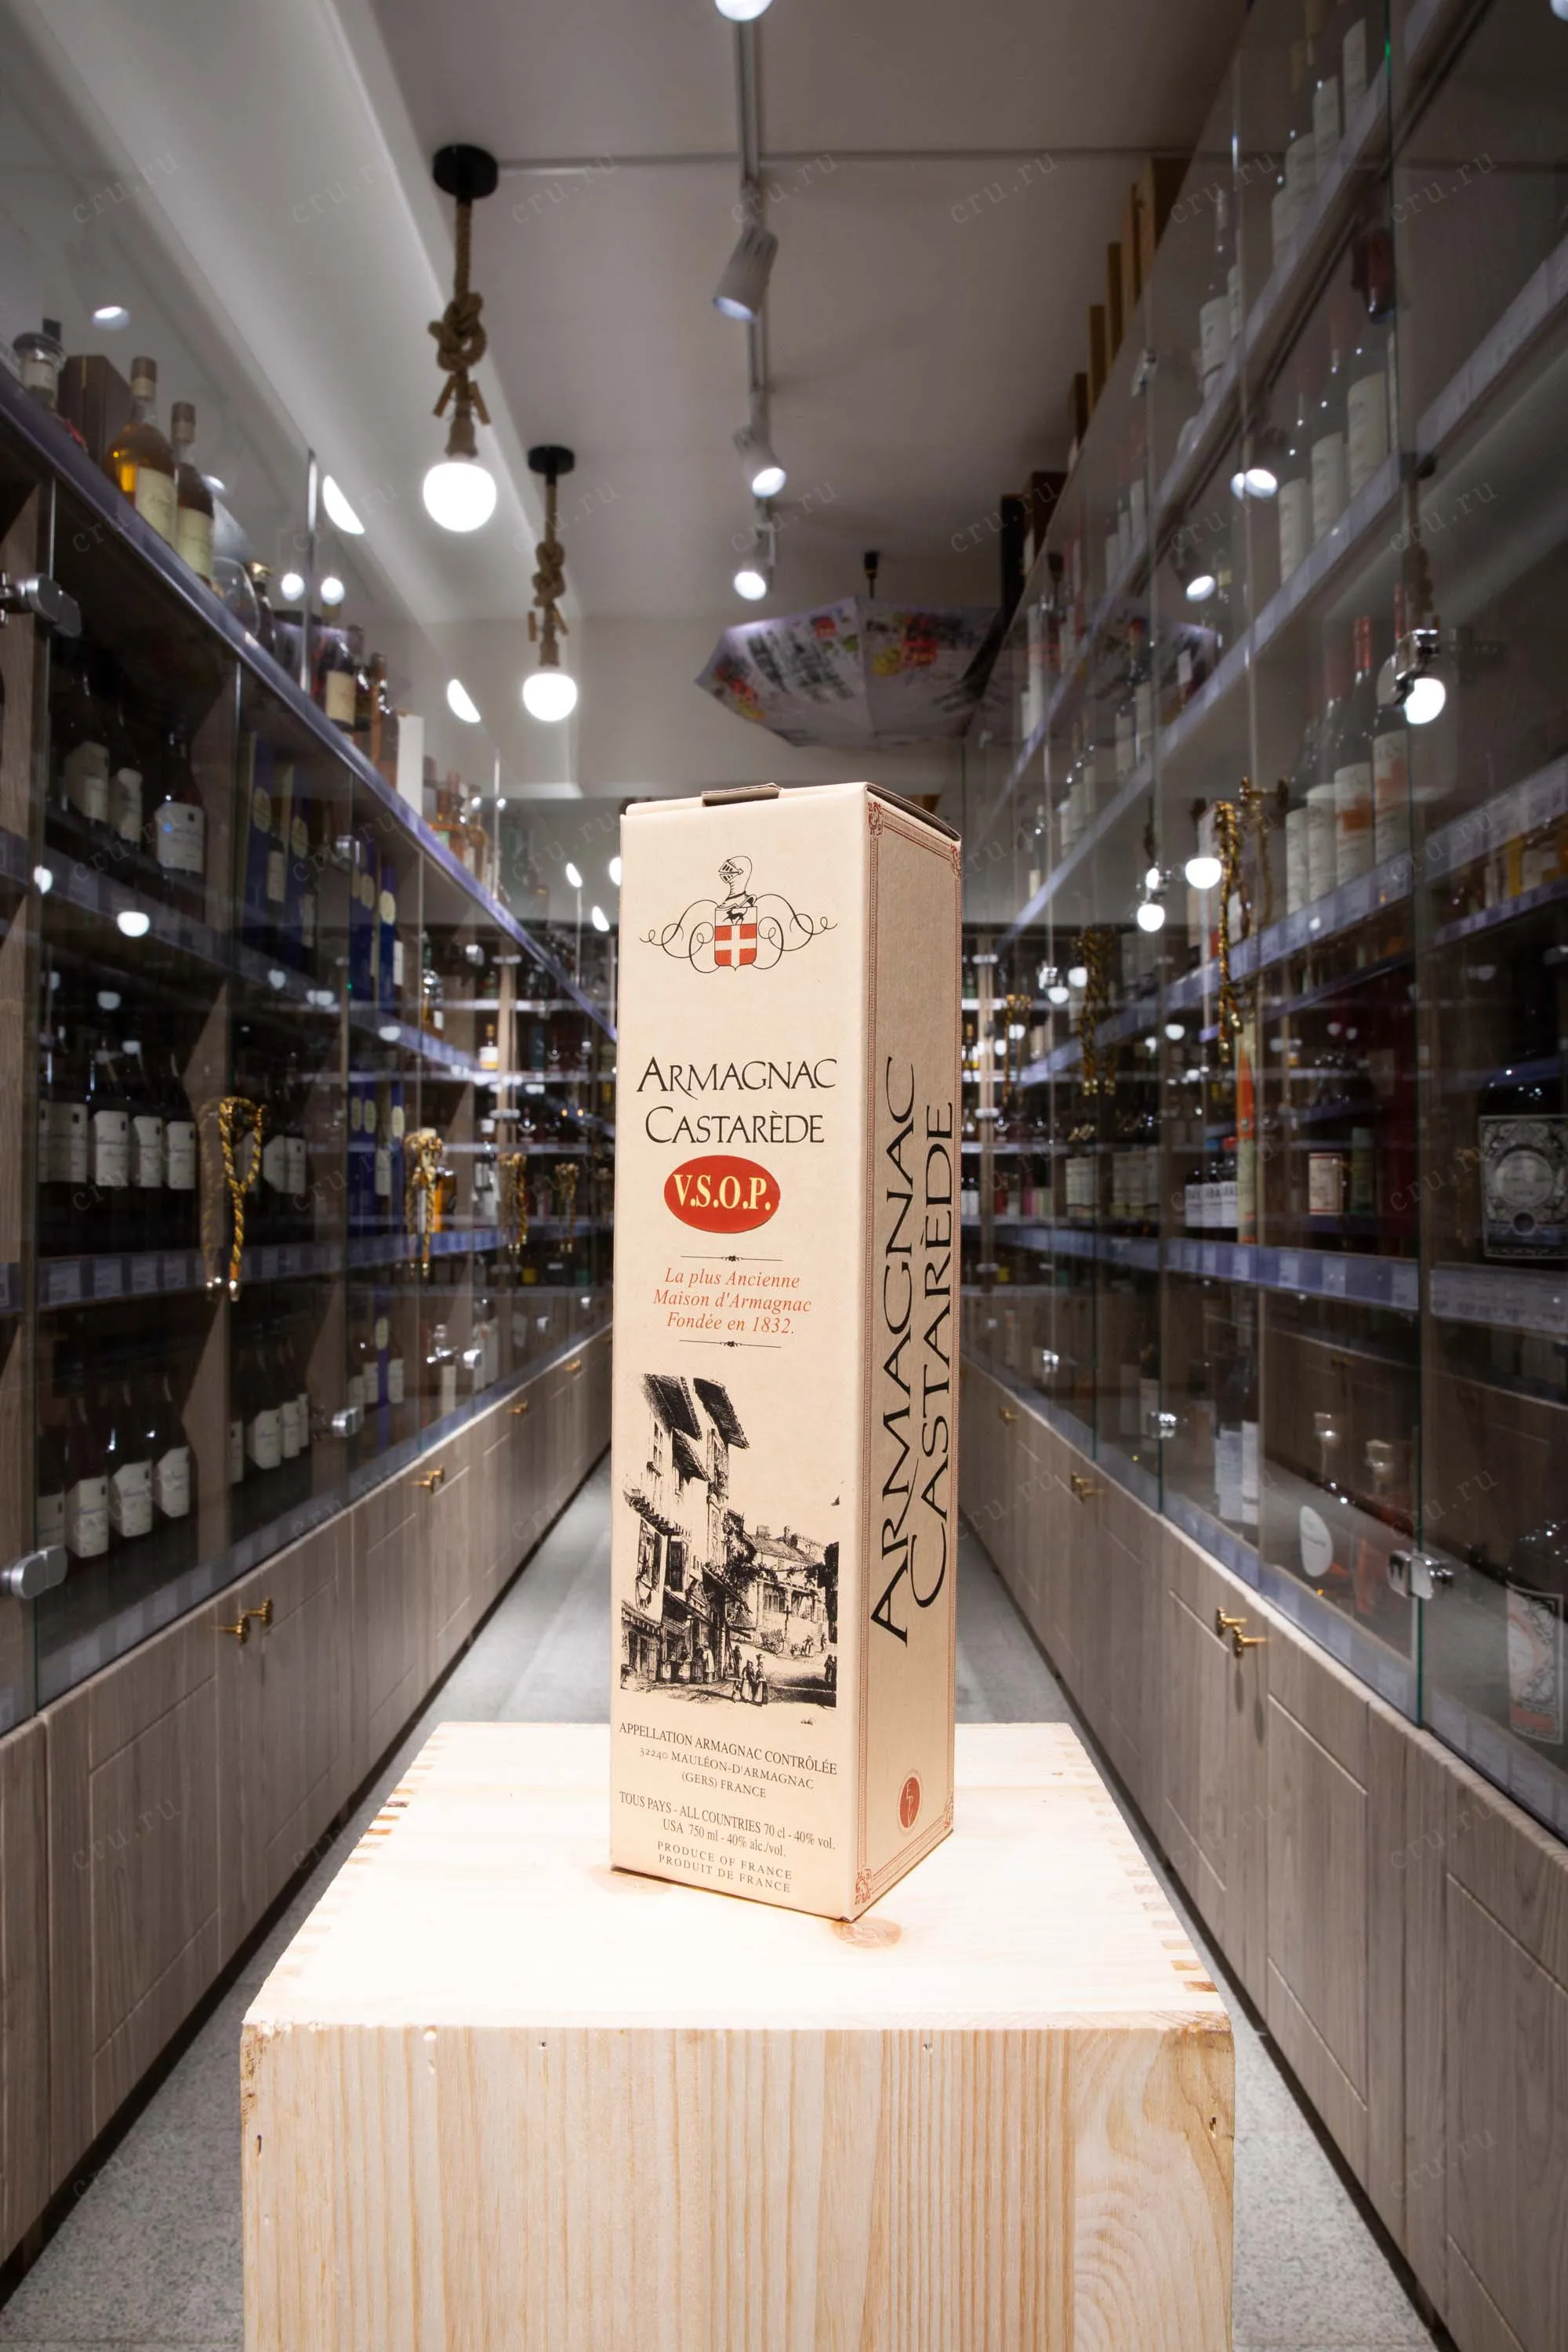 ARMAGNAC
CASTARÈDE
V.S.O.P.
La plus Ancienne
Maison d'Armagnac
Fondée en 1832.
APPELLATION ARMAGNAC CONTRÔLÉE
32240 MAULÉON-D'ARMAGNAC
(GERS) FRANCE
TOUS PAYS - ALL COUNTRIES 70 cl - 40% vol.
USA 750 ml - 40% alc./vol.
PRODUCE OF FRANCE
PRODUIT DE FRANCE
ARMAGNAC
CASTARÈDE
cru.ru